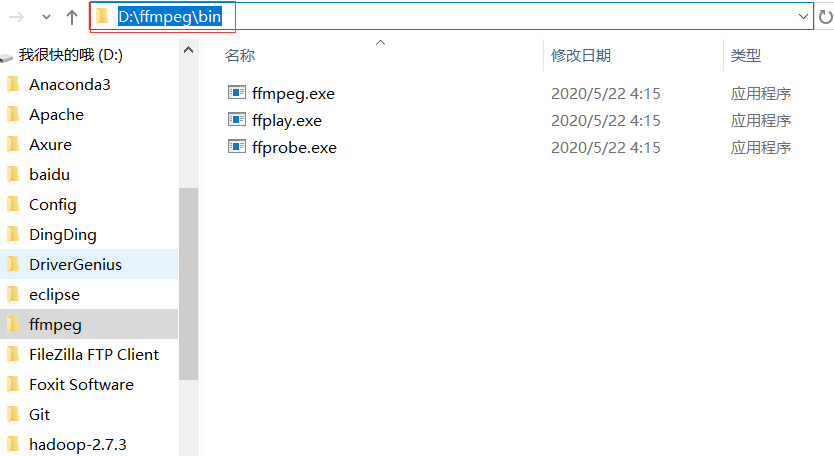 D:\ffmpeg\bin
我很快的哦 (D:)
Anaconda3
Apache
Axure
baidu
Config
DingDing
DriverGenius
eclipse
ffmpeg
FileZilla FTP Client
Foxit Software
Git
hadoop-2.7.3
名称 修改日期 类型
ffmpeg.exe 2020/5/22 4:15 应用程序
ffplay.exe 2020/5/22 4:15 应用程序
ffprobe.exe 2020/5/22 4:15 应用程序